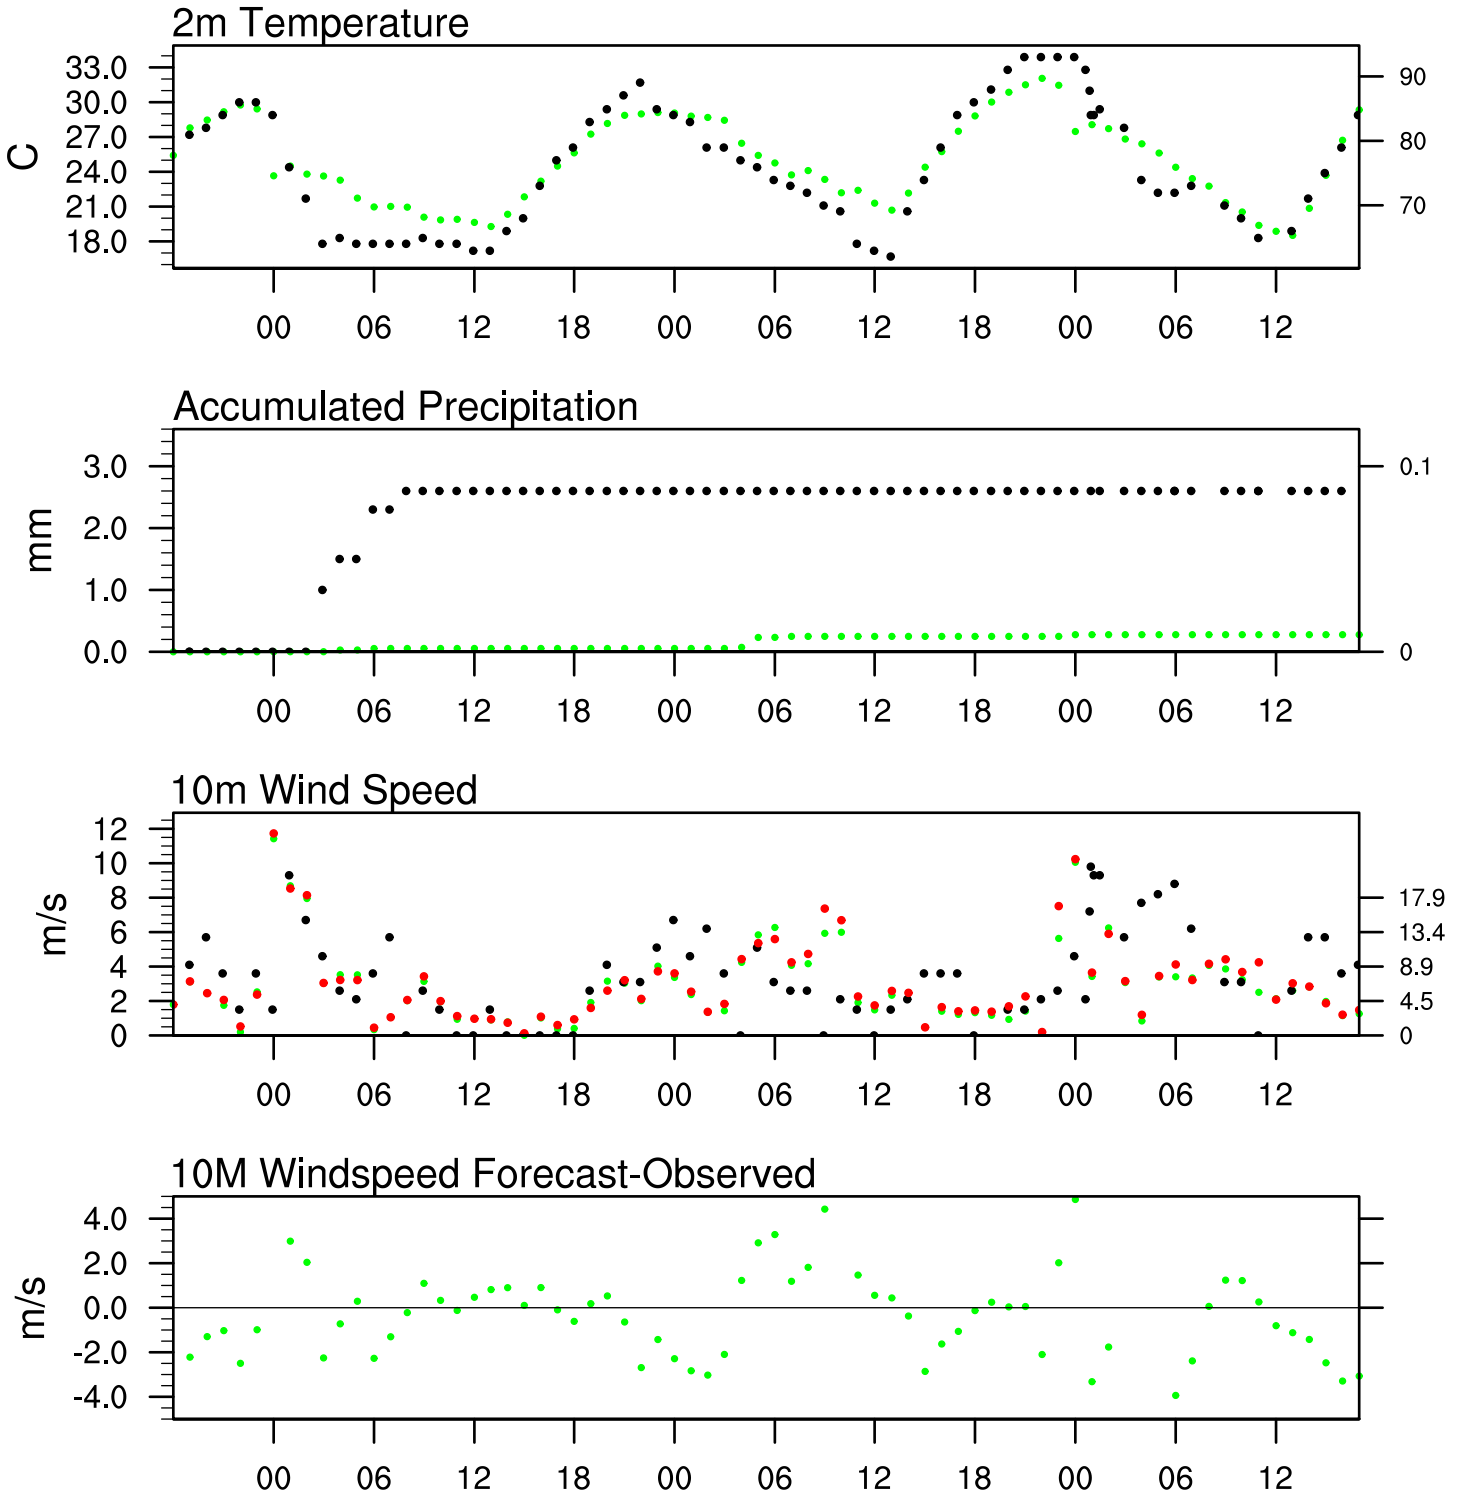 2m Temperature
C
33.0
30.0
27.0
24.0
21.0
18.0
90
80
70
00 06 12 18 00 06 12 18 00 06 12
Accumulated Precipitation
mm
3.0
2.0
1.0
0.0
0.1
0
00 06 12 18 00 06 12 18 00 06 12
10m Wind Speed
m/s
12
10
8
6
4
2
0
17.9
13.4
8.9
4.5
0
00 06 12 18 00 06 12 18 00 06 12
10M Windspeed Forecast-Observed
m/s
4.0
2.0
0.0
-2.0
-4.0
00 06 12 18 00 06 12 18 00 06 12